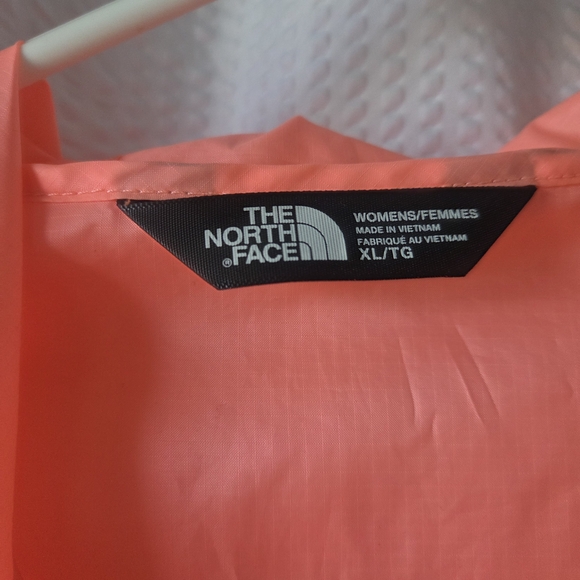 THE
NORTH
®FACE
WOMENS/FEMMES
MADE IN VIETNAM
FABRIQUÉ AU VIETNAM
XL/TG